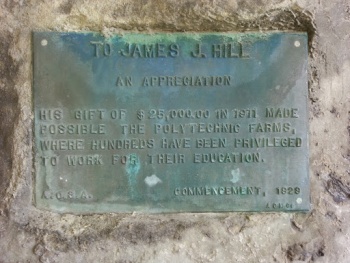 TO JAMES J. HILL
AN APPRECIATION
HIS GIFT OF $25,000.00 IN 1911 MADE
POSSIBLE THE POLYTECHNIC FARMS,
WHERE HUNDREDS HAVE BEEN PRIVILEGED
TO WORK FOR THEIR EDUCATION.
COMMENCEMENT, 1928